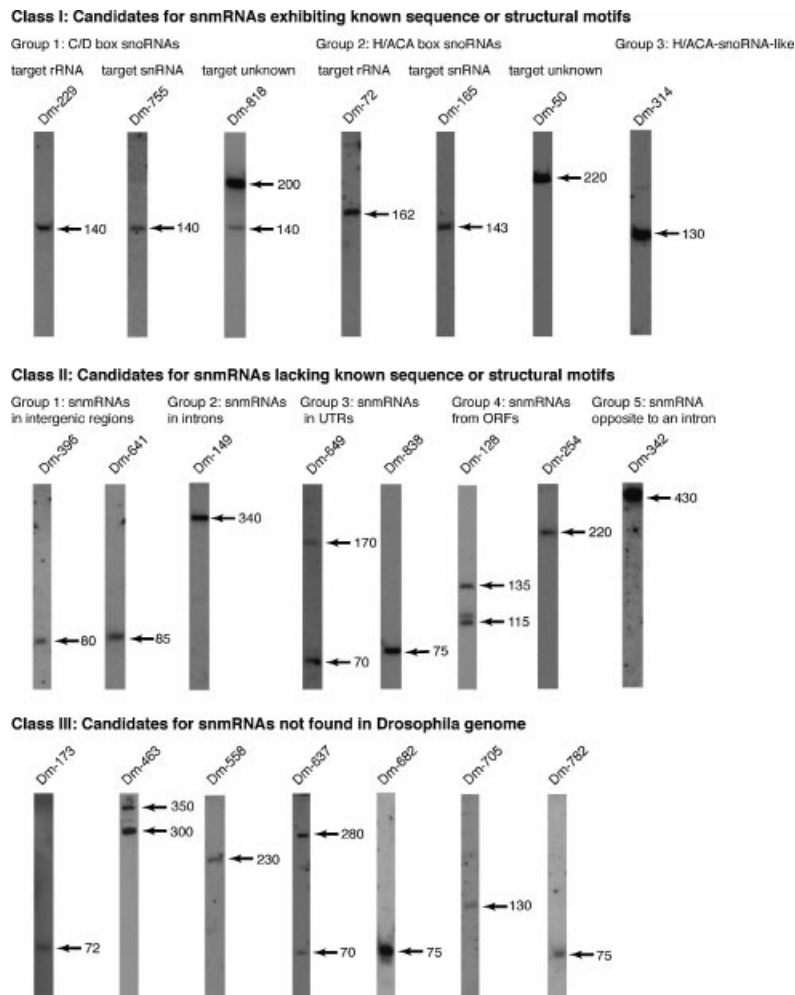 Class I: Candidates for snmRNAs exhibiting known sequence or structural motifs
Group 1: C/D box snoRNAs
Group 2: H/ACA box snoRNAs
Group 3: H/ACA-snoRNA-like
target rRNA
target snRNA
target unknown
target rRNA
target snRNA
target unknown
Dm-229
Dm-755
Dm-818
Dm-72
Dm-165
Dm-50
Dm-314
140
140
200
140
162
143
220
130
Class II: Candidates for snmRNAs lacking known sequence or structural motifs
Group 1: snmRNAs
in intergenic regions
Group 2: snmRNAs
in introns
Group 3: snmRNAs
in UTRs
Group 4: snmRNAs
from ORFs
Group 5: snmRNA
opposite to an intron
Dm-396
Dm-641
Dm-149
Dm-649
Dm-838
Dm-128
Dm-254
Dm-342
80
85
340
170
70
75
135
115
220
430
Class III: Candidates for snmRNAs not found in Drosophila genome
Dm-173
Dm-463
Dm-558
Dm-637
Dm-682
Dm-705
Dm-782
72
350
300
230
280
70
75
130
75